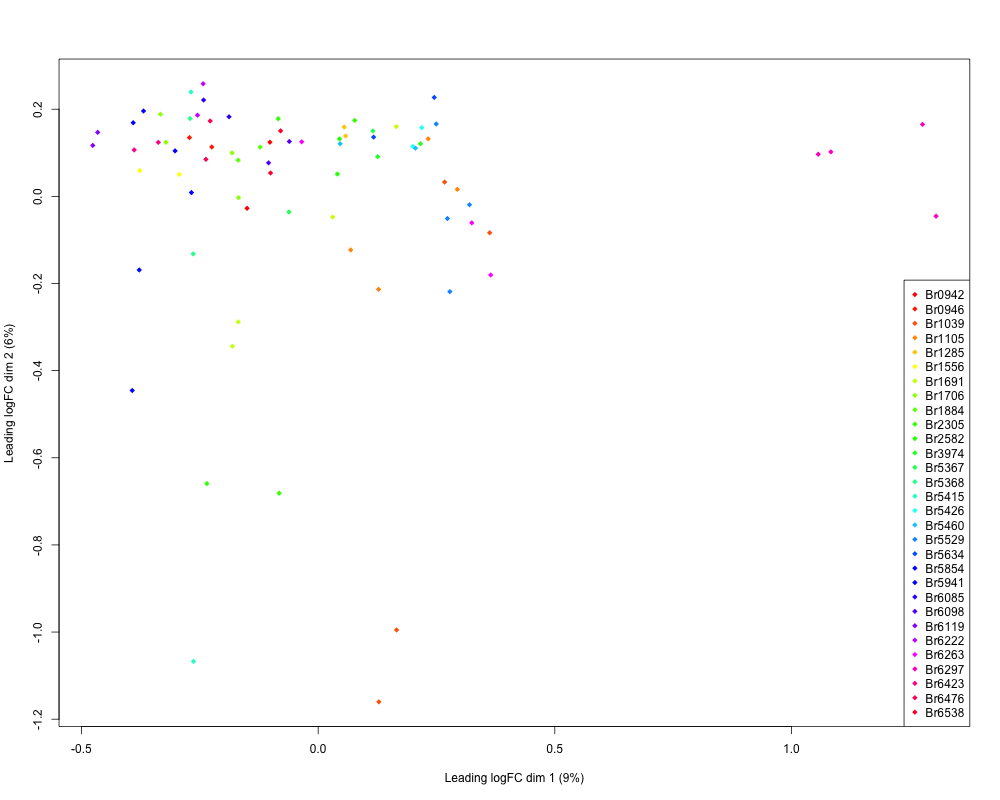 0.2
0.0
-0.2
-0.4
-0.6
-0.8
-1.0
-1.2
Leading logFC dim 2 (6%)
Br0942
Br0946
Br1039
Br1105
Br1285
Br1556
Br1691
Br1706
Br1884
Br2305
Br2582
Br3974
Br5367
Br5368
Br5415
Br5426
Br5460
Br5529
Br5634
Br5854
Br5941
Br6085
Br6098
Br6119
Br6222
Br6263
Br6297
Br6423
Br6476
Br6538
-0.5 0.0 0.5 1.0
Leading logFC dim 1 (9%)